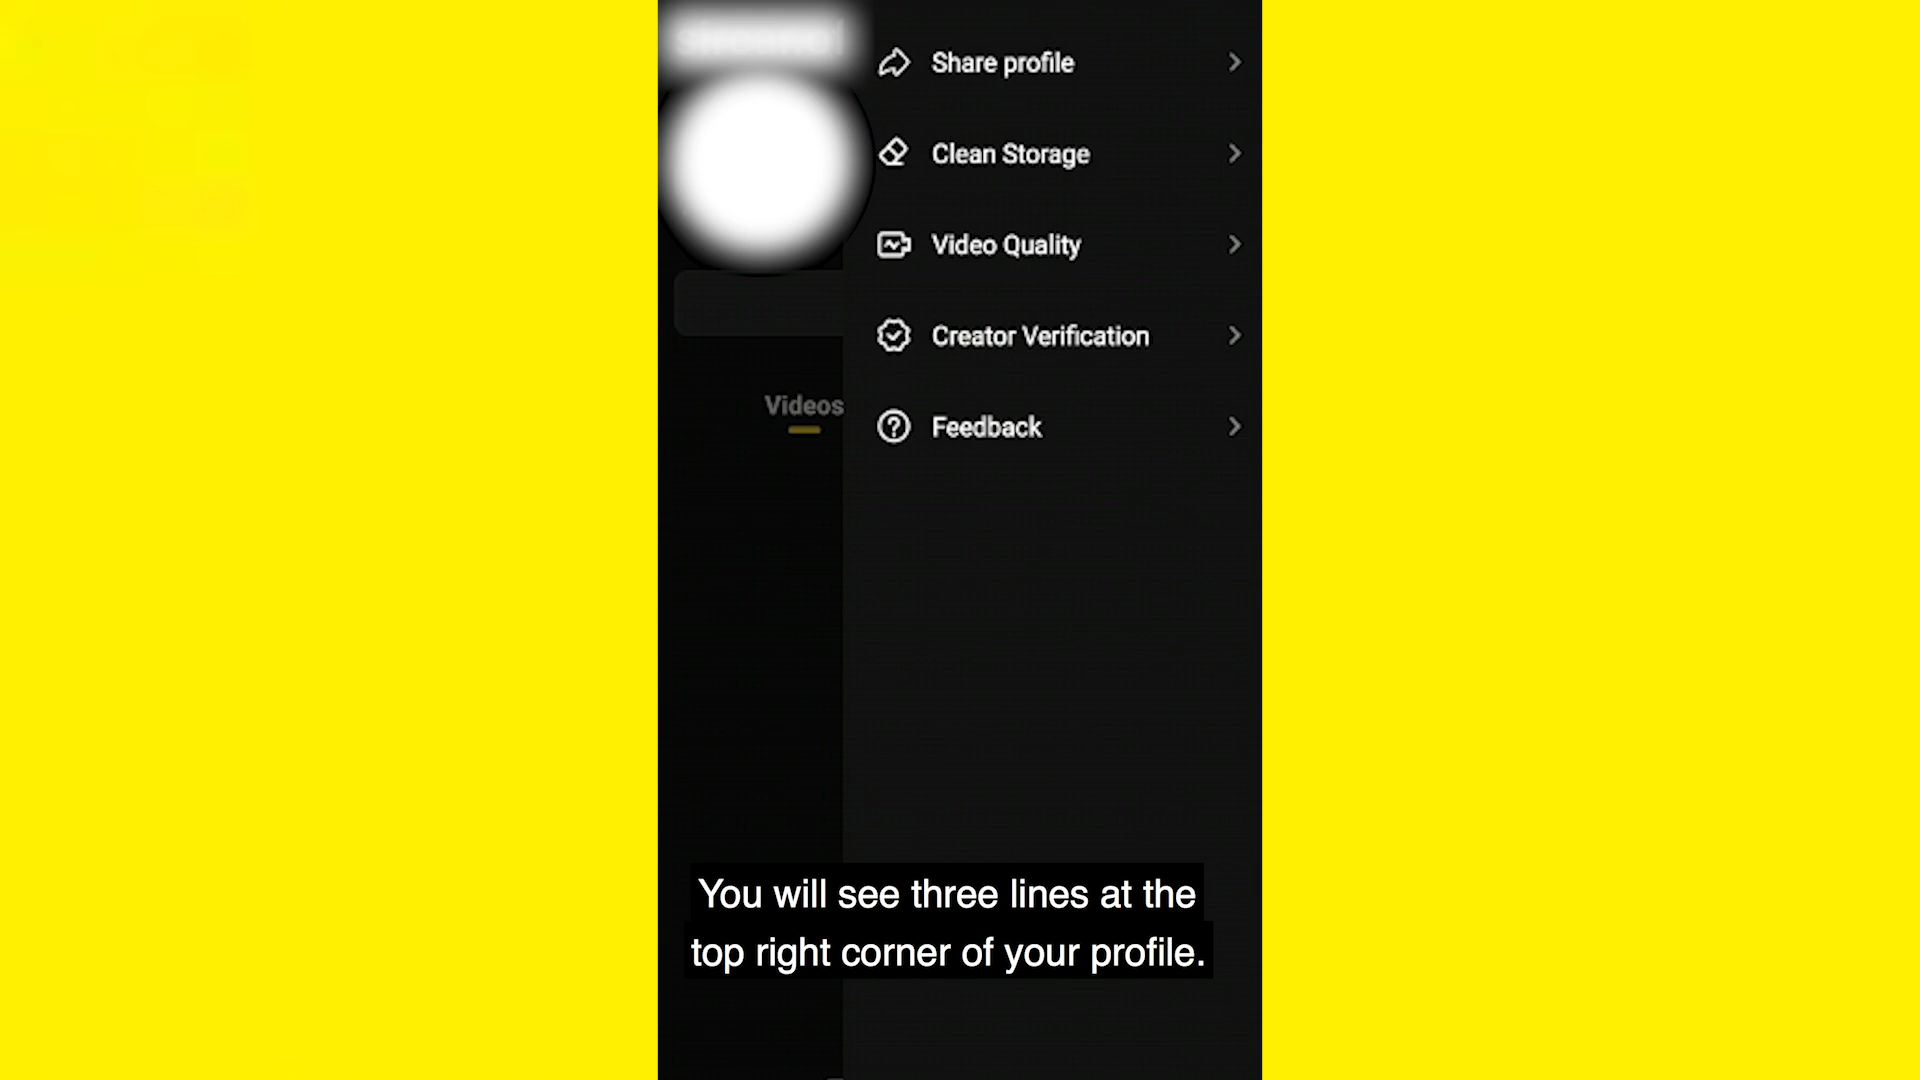 Share profile
Clean Storage
Video Quality
Creator Verification
Feedback
Videos
You will see three lines at the
top right corner of your profile.